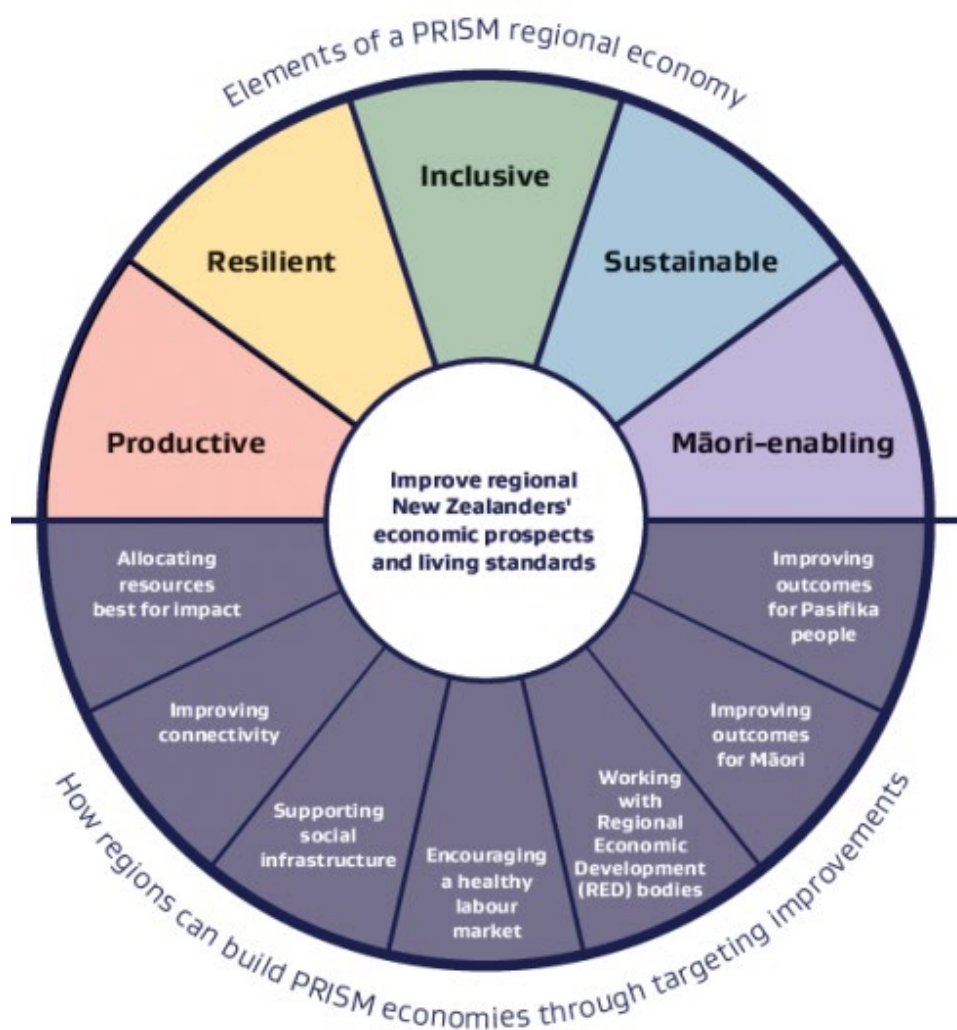 Elements of a PRISM regional economy
Inclusive
Resilient
Sustainable
Productive
Māori-enabling
Improve regional
New Zealanders'
economic prospects
and living standards
Allocating
resources
best for impact
Improving
connectivity
Supporting
social
infrastructure
Encouraging
a healthy
labour
market
Working
with
Regional
Economic
Development
(RED) bodies
Improving
outcomes
for Māori
Improving
outcomes
for Pasifika
people
How regions can build PRISM economies through targeting improvements